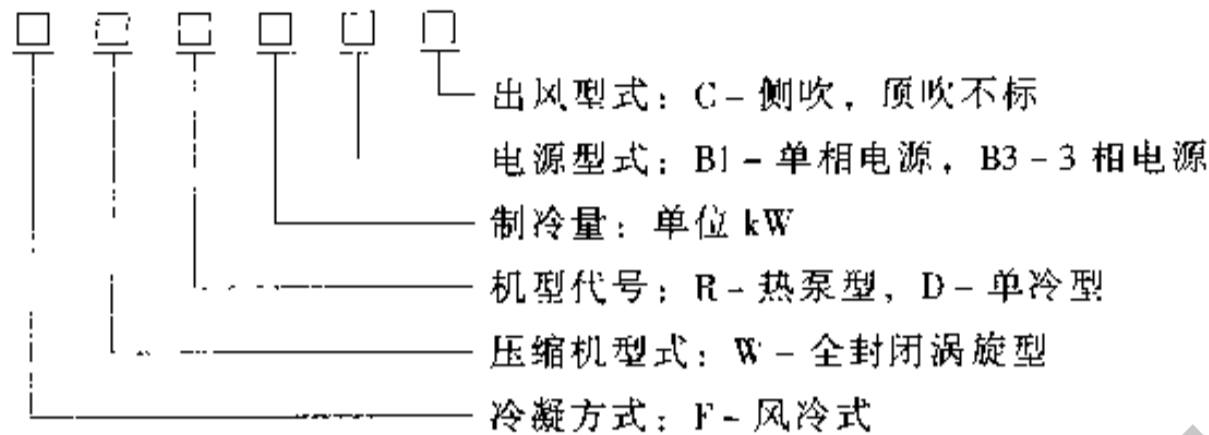 出风型式：C-侧吹，顶吹不标
电源型式：B1-单相电源，B3-3相电源
制冷量：单位 kW
机型代号：R-热泵型，D-单冷型
压缩机型式：W-全封闭涡旋型
冷凝方式：F-风冷式